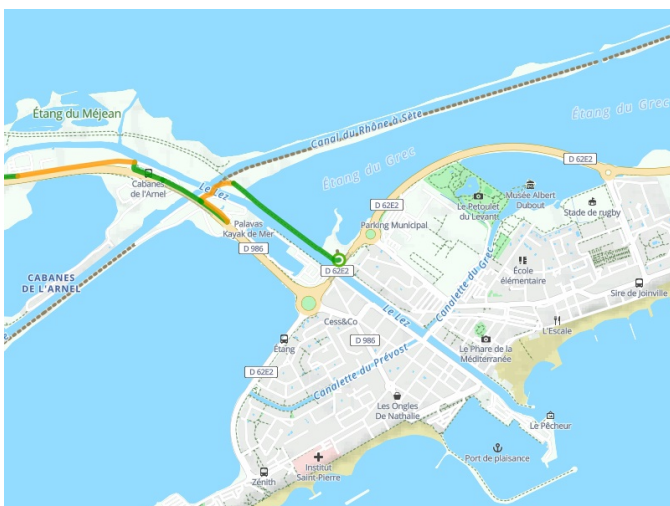 Étang du Méjean
Canal du Rhône à Sète
Étang du Grec
Étang du Grec
D 62E2
Cabanes
de l'Arnel
Le Lez
Musée Albert
Dubout
Le Petoulet
du Levant
D 62E2
Stade de rugby
Palavas
Kayak de Mer
Parking Municipal
D 986
École
élémentaire
CABANES
DE L'ARNEL
D 62E2
Canalette du Grec
Sire de Joinville
Le Lez
Cess&Co
L'Escale
Étang
D 986
Le Phare de la
Méditerranée
D 62E2
Canalette du Prévost
Les Ongles
De Nathalie
Le Pêcheur
Port de plaisance
Zénith
Institut
Saint-Pierre